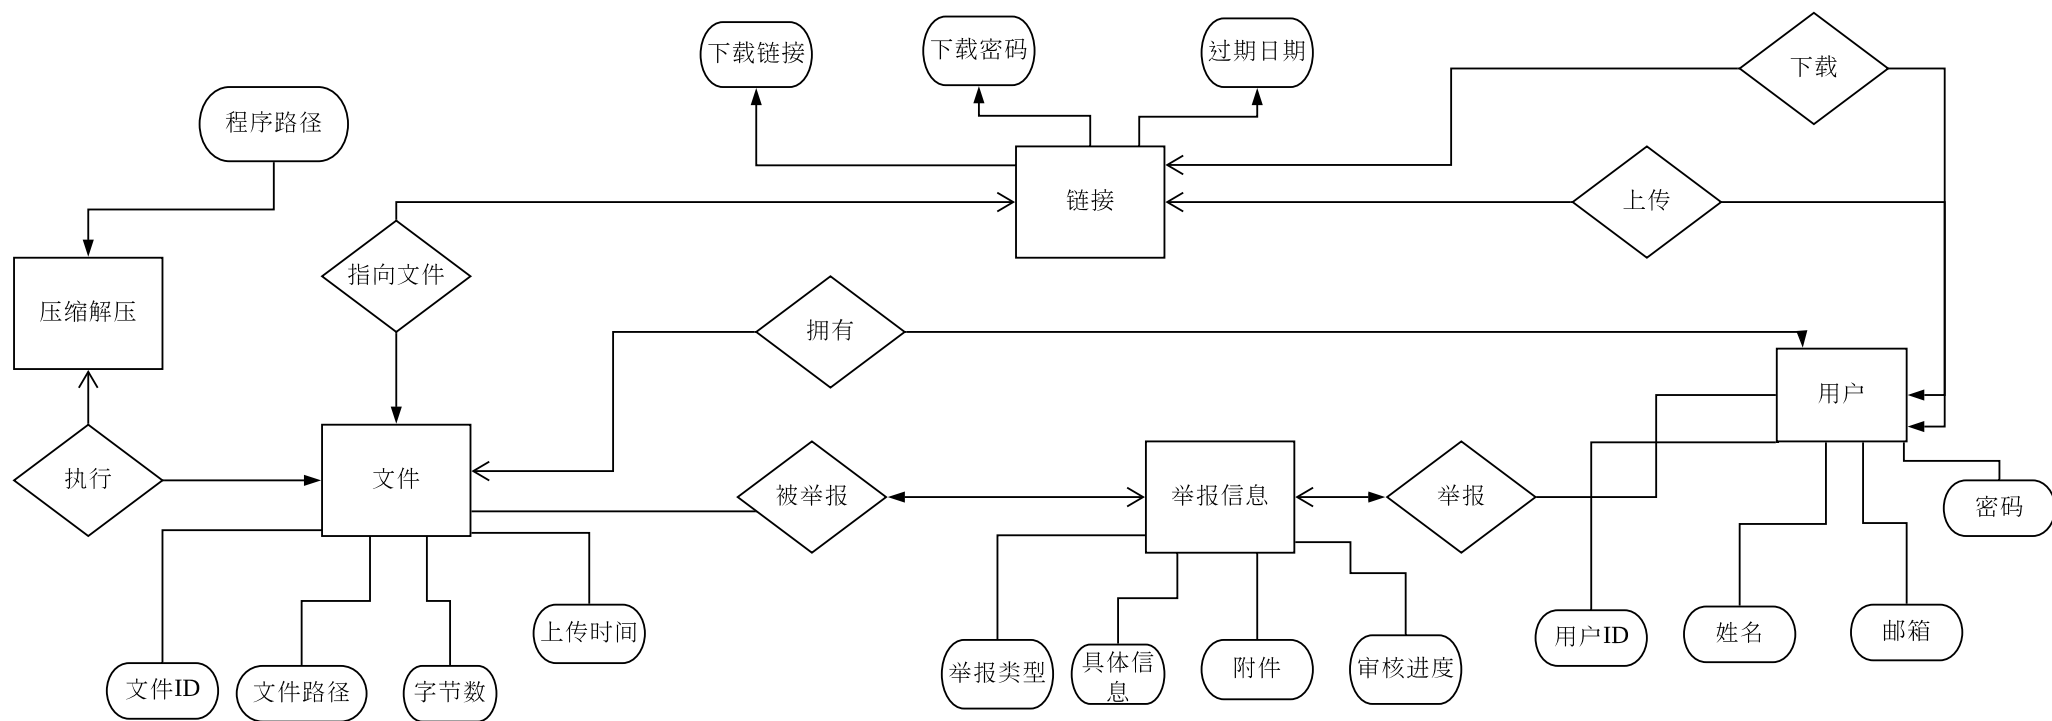 下载链接
下载密码
过期日期
下载
程序路径
链接
上传
指向文件
压缩解压
拥有
用户
执行
文件
被举报
举报信息
举报
密码
上传时间
用户ID
姓名
邮箱
文件ID
文件路径
字节数
举报类型
具体信
息
附件
审核进度